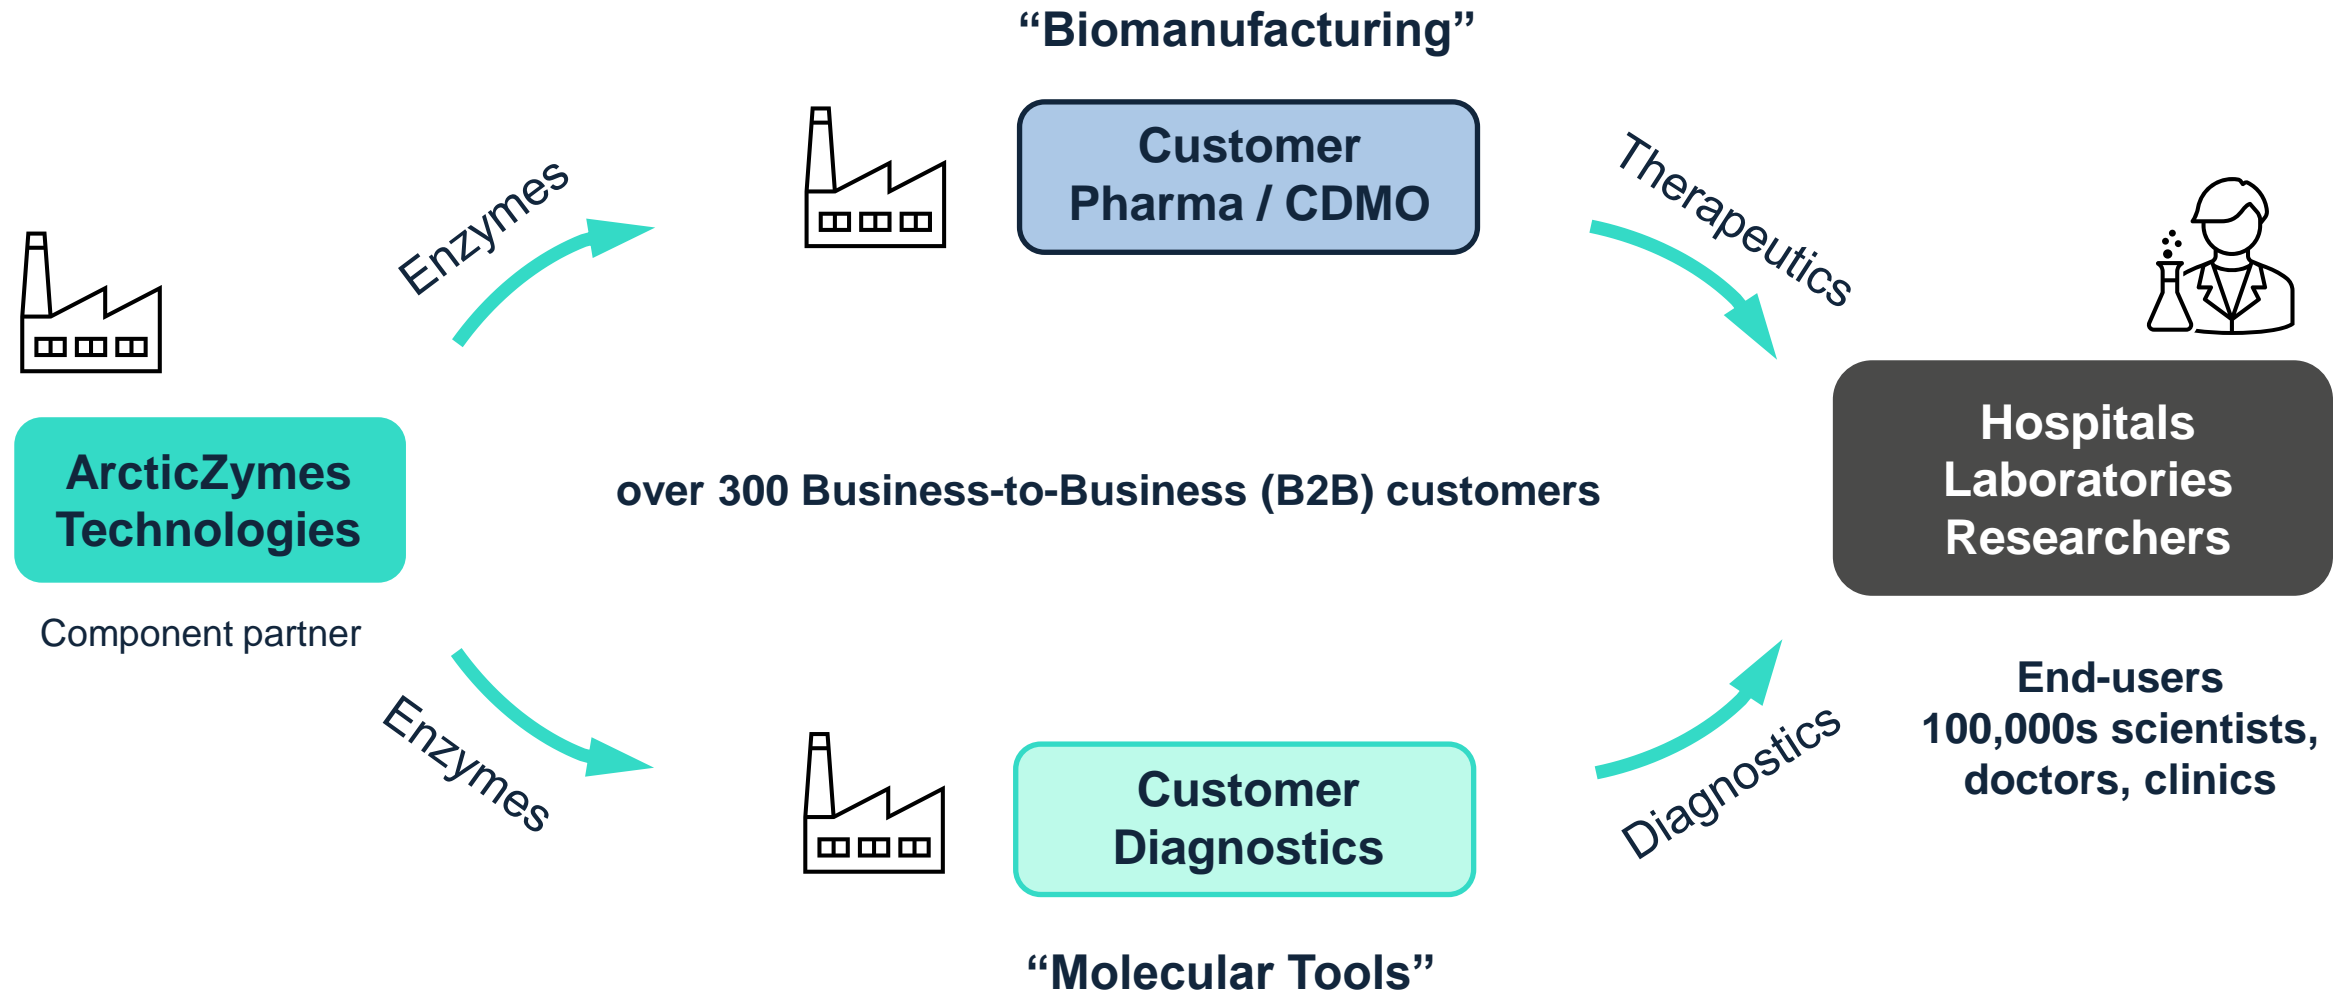 “Biomanufacturing”
Customer
Pharma / CDMO
Enzymes
Therapeutics
ArcticZymes
Technologies
Component partner
over 300 Business-to-Business (B2B) customers
Hospitals
Laboratories
Researchers
End-users
100,000s scientists,
doctors, clinics
Enzymes
Customer
Diagnostics
Diagnostics
“Molecular Tools”